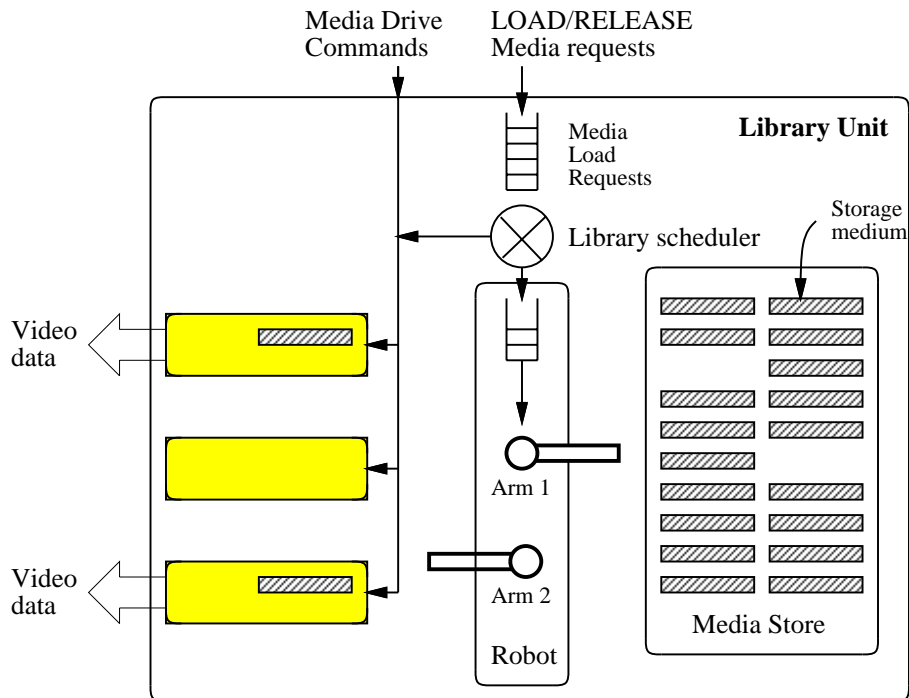 Media Drive
Commands
LOAD/RELEASE
Media requests
Library Unit
Media
Load
Requests
Storage
medium
Library scheduler
Video
data
Arm 1
Video
data
Arm 2
Media Store
Robot